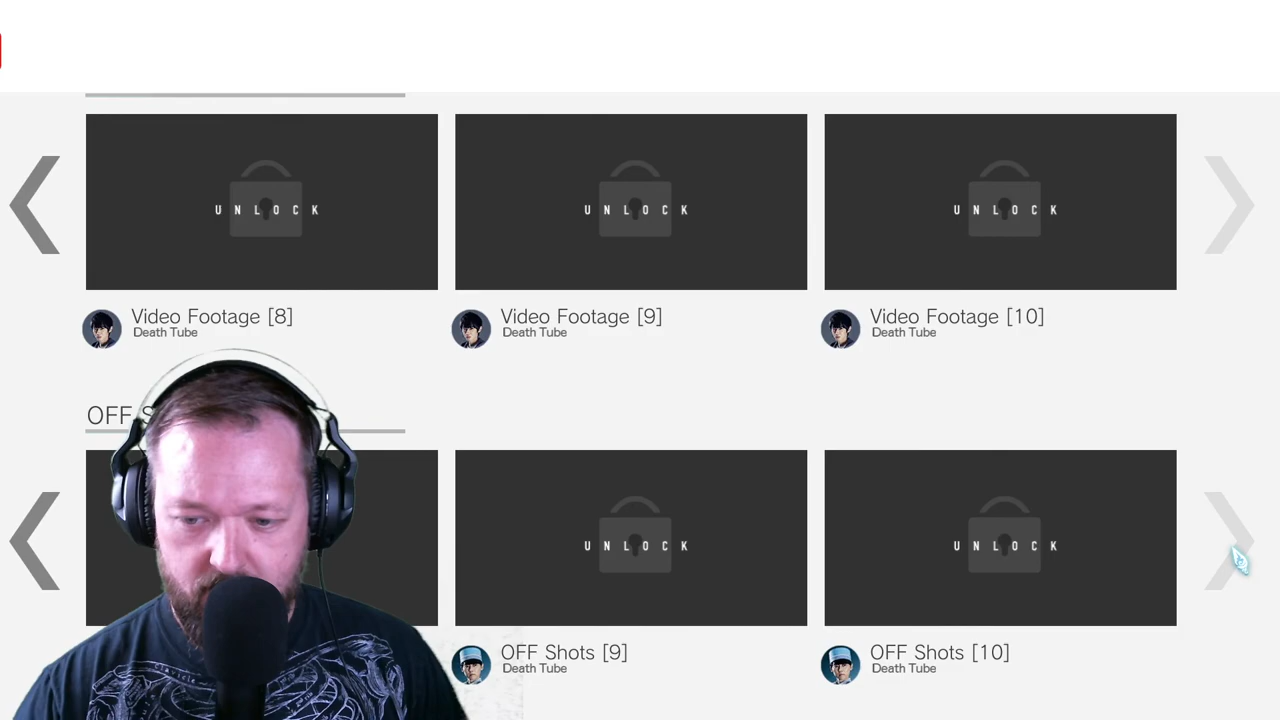 UNLOCK
UNLOCK
UNLOCK
Video Footage [8]
Death Tube
Video Footage [9]
Death Tube
Video Footage [10]
Death Tube
OFF S
UNLOCK
UNLOCK
OFF Shots [9]
Death Tube
OFF Shots [10]
Death Tube